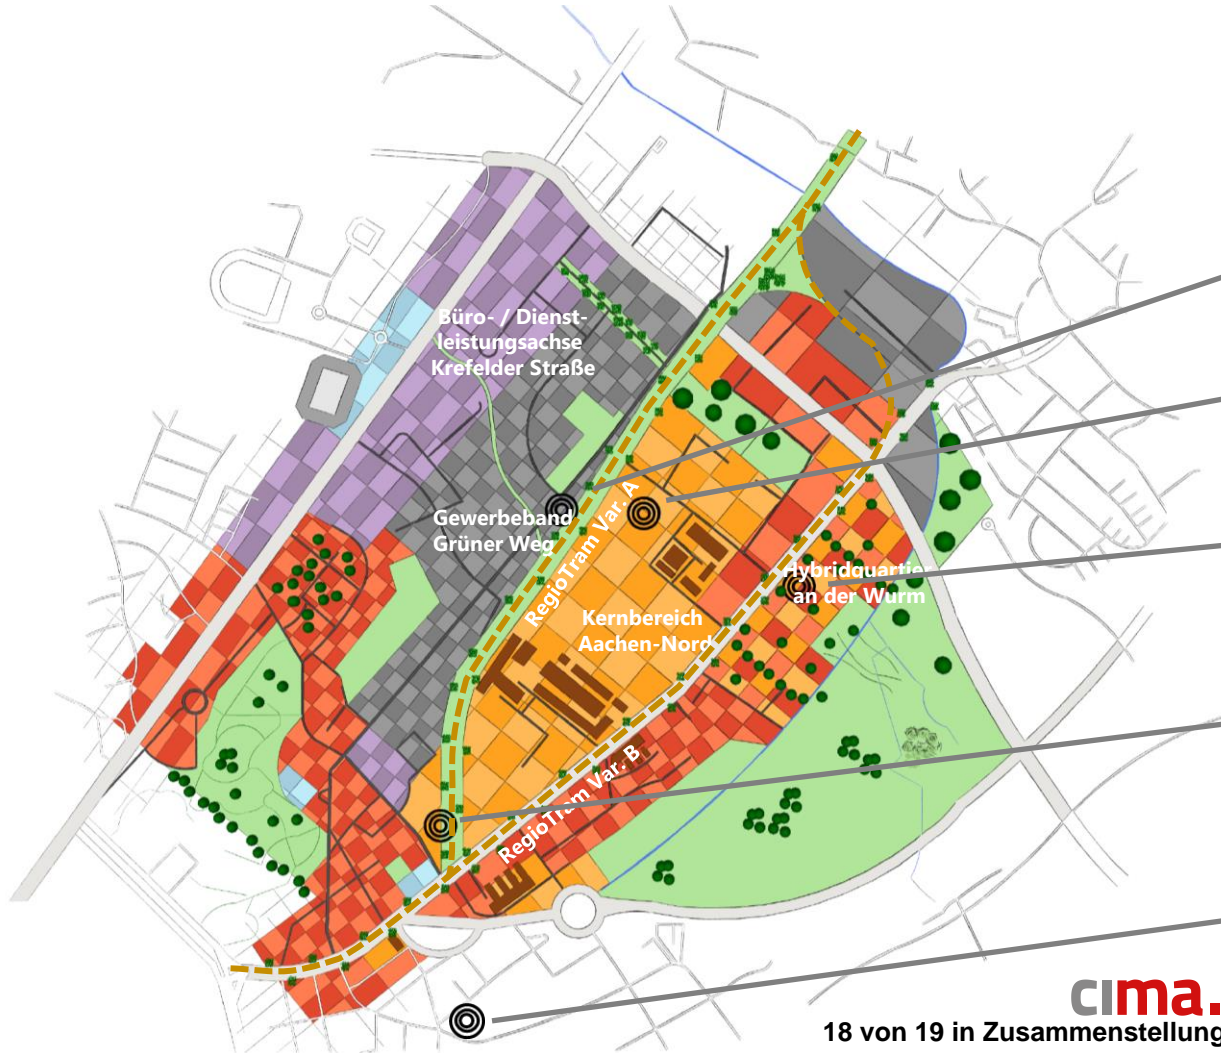 Büro- / Dienst-
leistungsachse
Krefelder Straße
Gewerbeband
Grüner Weg
RegioTram Var. A
Hybridquartier
an der Wurm
Kernbereich
Aachen-Nord
RegioTram Var. B
cima.
18 von 19 in Zusammenstellung